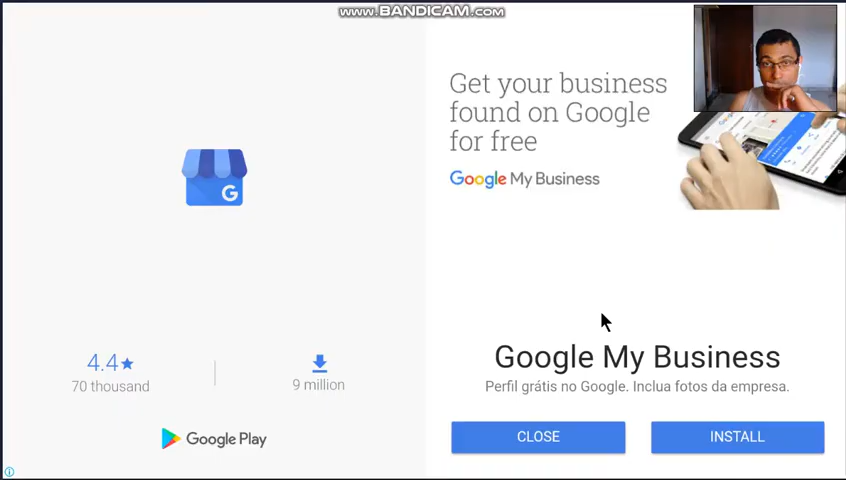 www.BANDICAM.com
Get your business
found on Google
for free
Google My Business
G
4.4★
70 thousand
9 million
Google Play
Google My Business
Perfil grátis no Google. Inclua fotos da empresa.
CLOSE
INSTALL